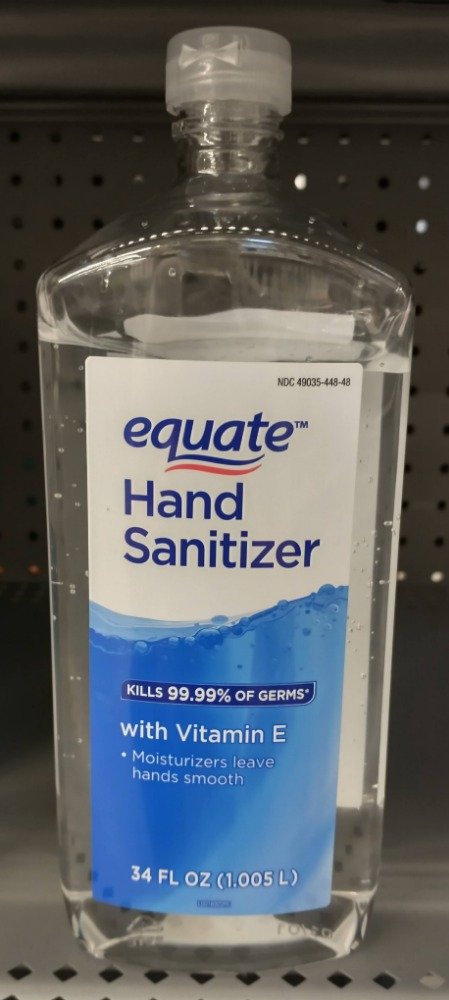 NDC 49035-448-48
equate™
Hand
Sanitizer
KILLS 99.99% OF GERMS*
with Vitamin E
• Moisturizers leave
hands smooth
34 FL OZ (1.005 L)